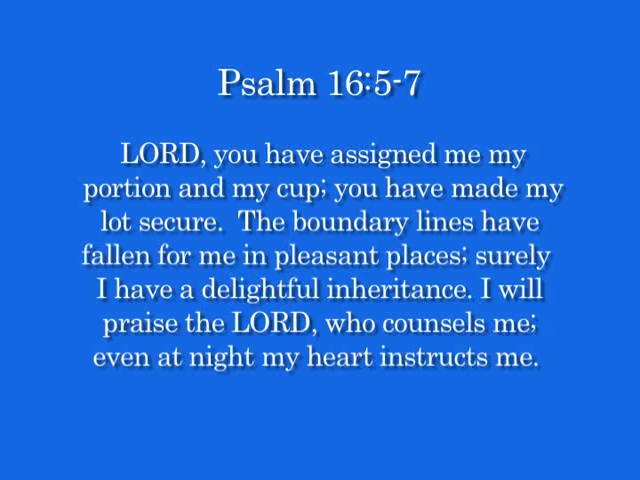 Psalm 16:5-7
LORD, you have assigned me my
portion and my cup; you have made my
lot secure.  The boundary lines have
fallen for me in pleasant places; surely
I have a delightful inheritance. I will
praise the LORD, who counsels me;
even at night my heart instructs me.